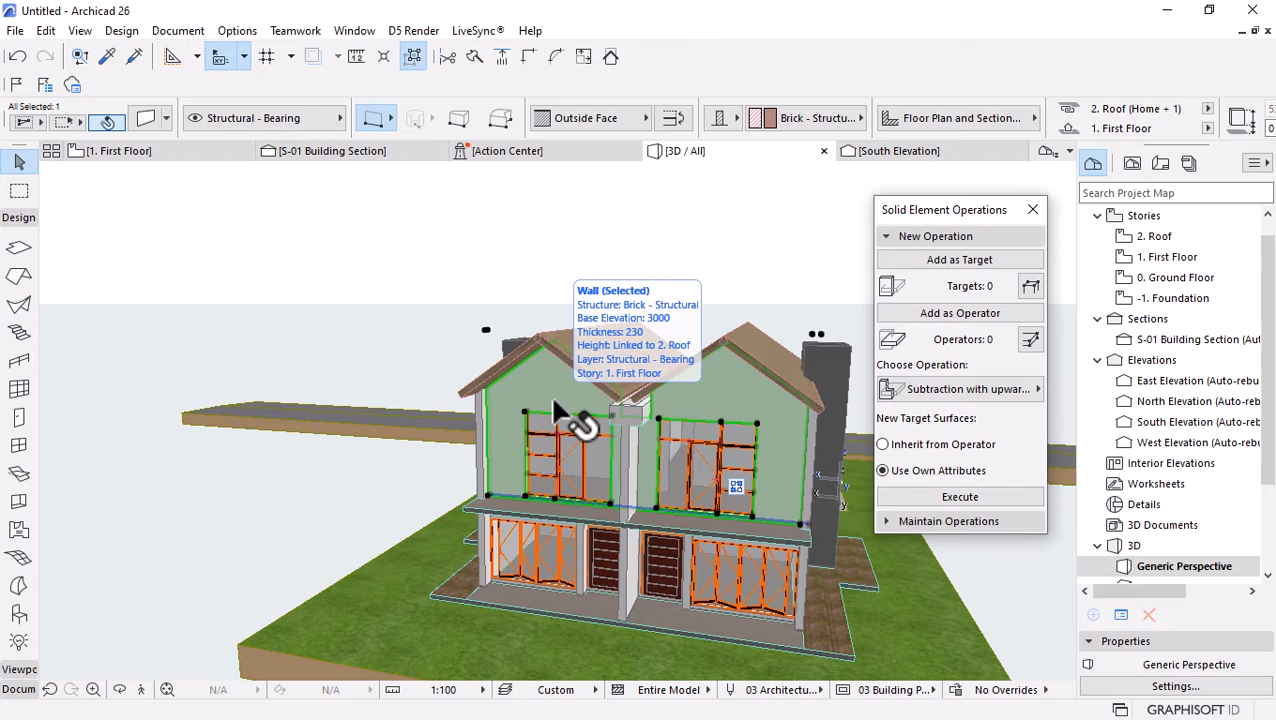 Untitled - Archicad 26
File Edit View Design Document Options Teamwork Window D5 Render LiveSync® Help
All Selected: 1
Structural - Bearing
Outside Face
Brick - Structu...
Floor Plan and Section...
2. Roof (Home + 1)
1. First Floor
[1. First Floor]
S-01 Building Section]
[Action Center]
[3D / All]
[South Elevation]
Design
Viewpc
Docum
Wall (Selected)
Structure: Brick - Structural
Base Elevation: 3000
Thickness: 230
Height: Linked to 2. Roof
Layer: Structural - Bearing
Story: 1. First Floor
Solid Element Operations
New Operation
Add as Target
Targets: 0
Add as Operator
Operators: 0
Choose Operation:
Subtraction with upwar...
New Target Surfaces:
Inherit from Operator
Use Own Attributes
Execute
Maintain Operations
Search Project Map
Stories
2. Roof
1. First Floor
0. Ground Floor
-1. Foundation
Sections
S-01 Building Section (Aut
Elevations
East Elevation (Auto-rebu
North Elevation (Auto-reb
South Elevation (Auto-reb
West Elevation (Auto-reb
Interior Elevations
Worksheets
Details
3D Documents
3D
Generic Perspective
Properties
Generic Perspective
Settings...
N/A
N/A
1:100
Custom
Entire Model
03 Architectu...
03 Building P...
No Overrides
GRAPHISOFT ID